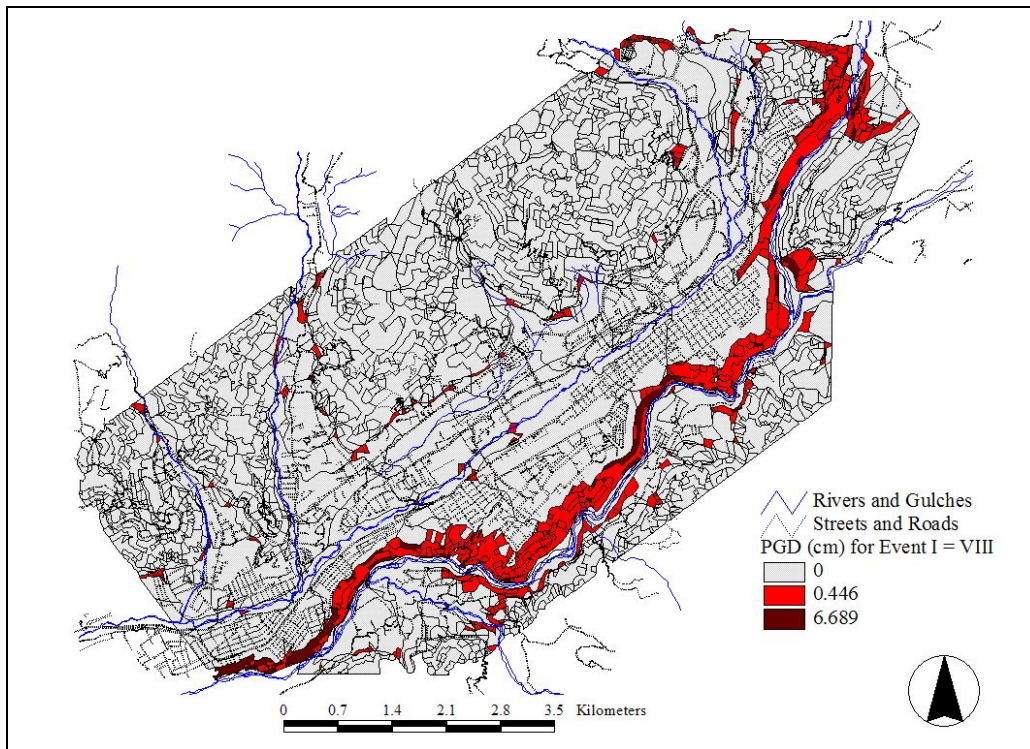 Rivers and Gulches
Streets and Roads
PGD (cm) for Event I = VIII
0
0.446
6.689
0 0.7 1.4 2.1 2.8 3.5 Kilometers